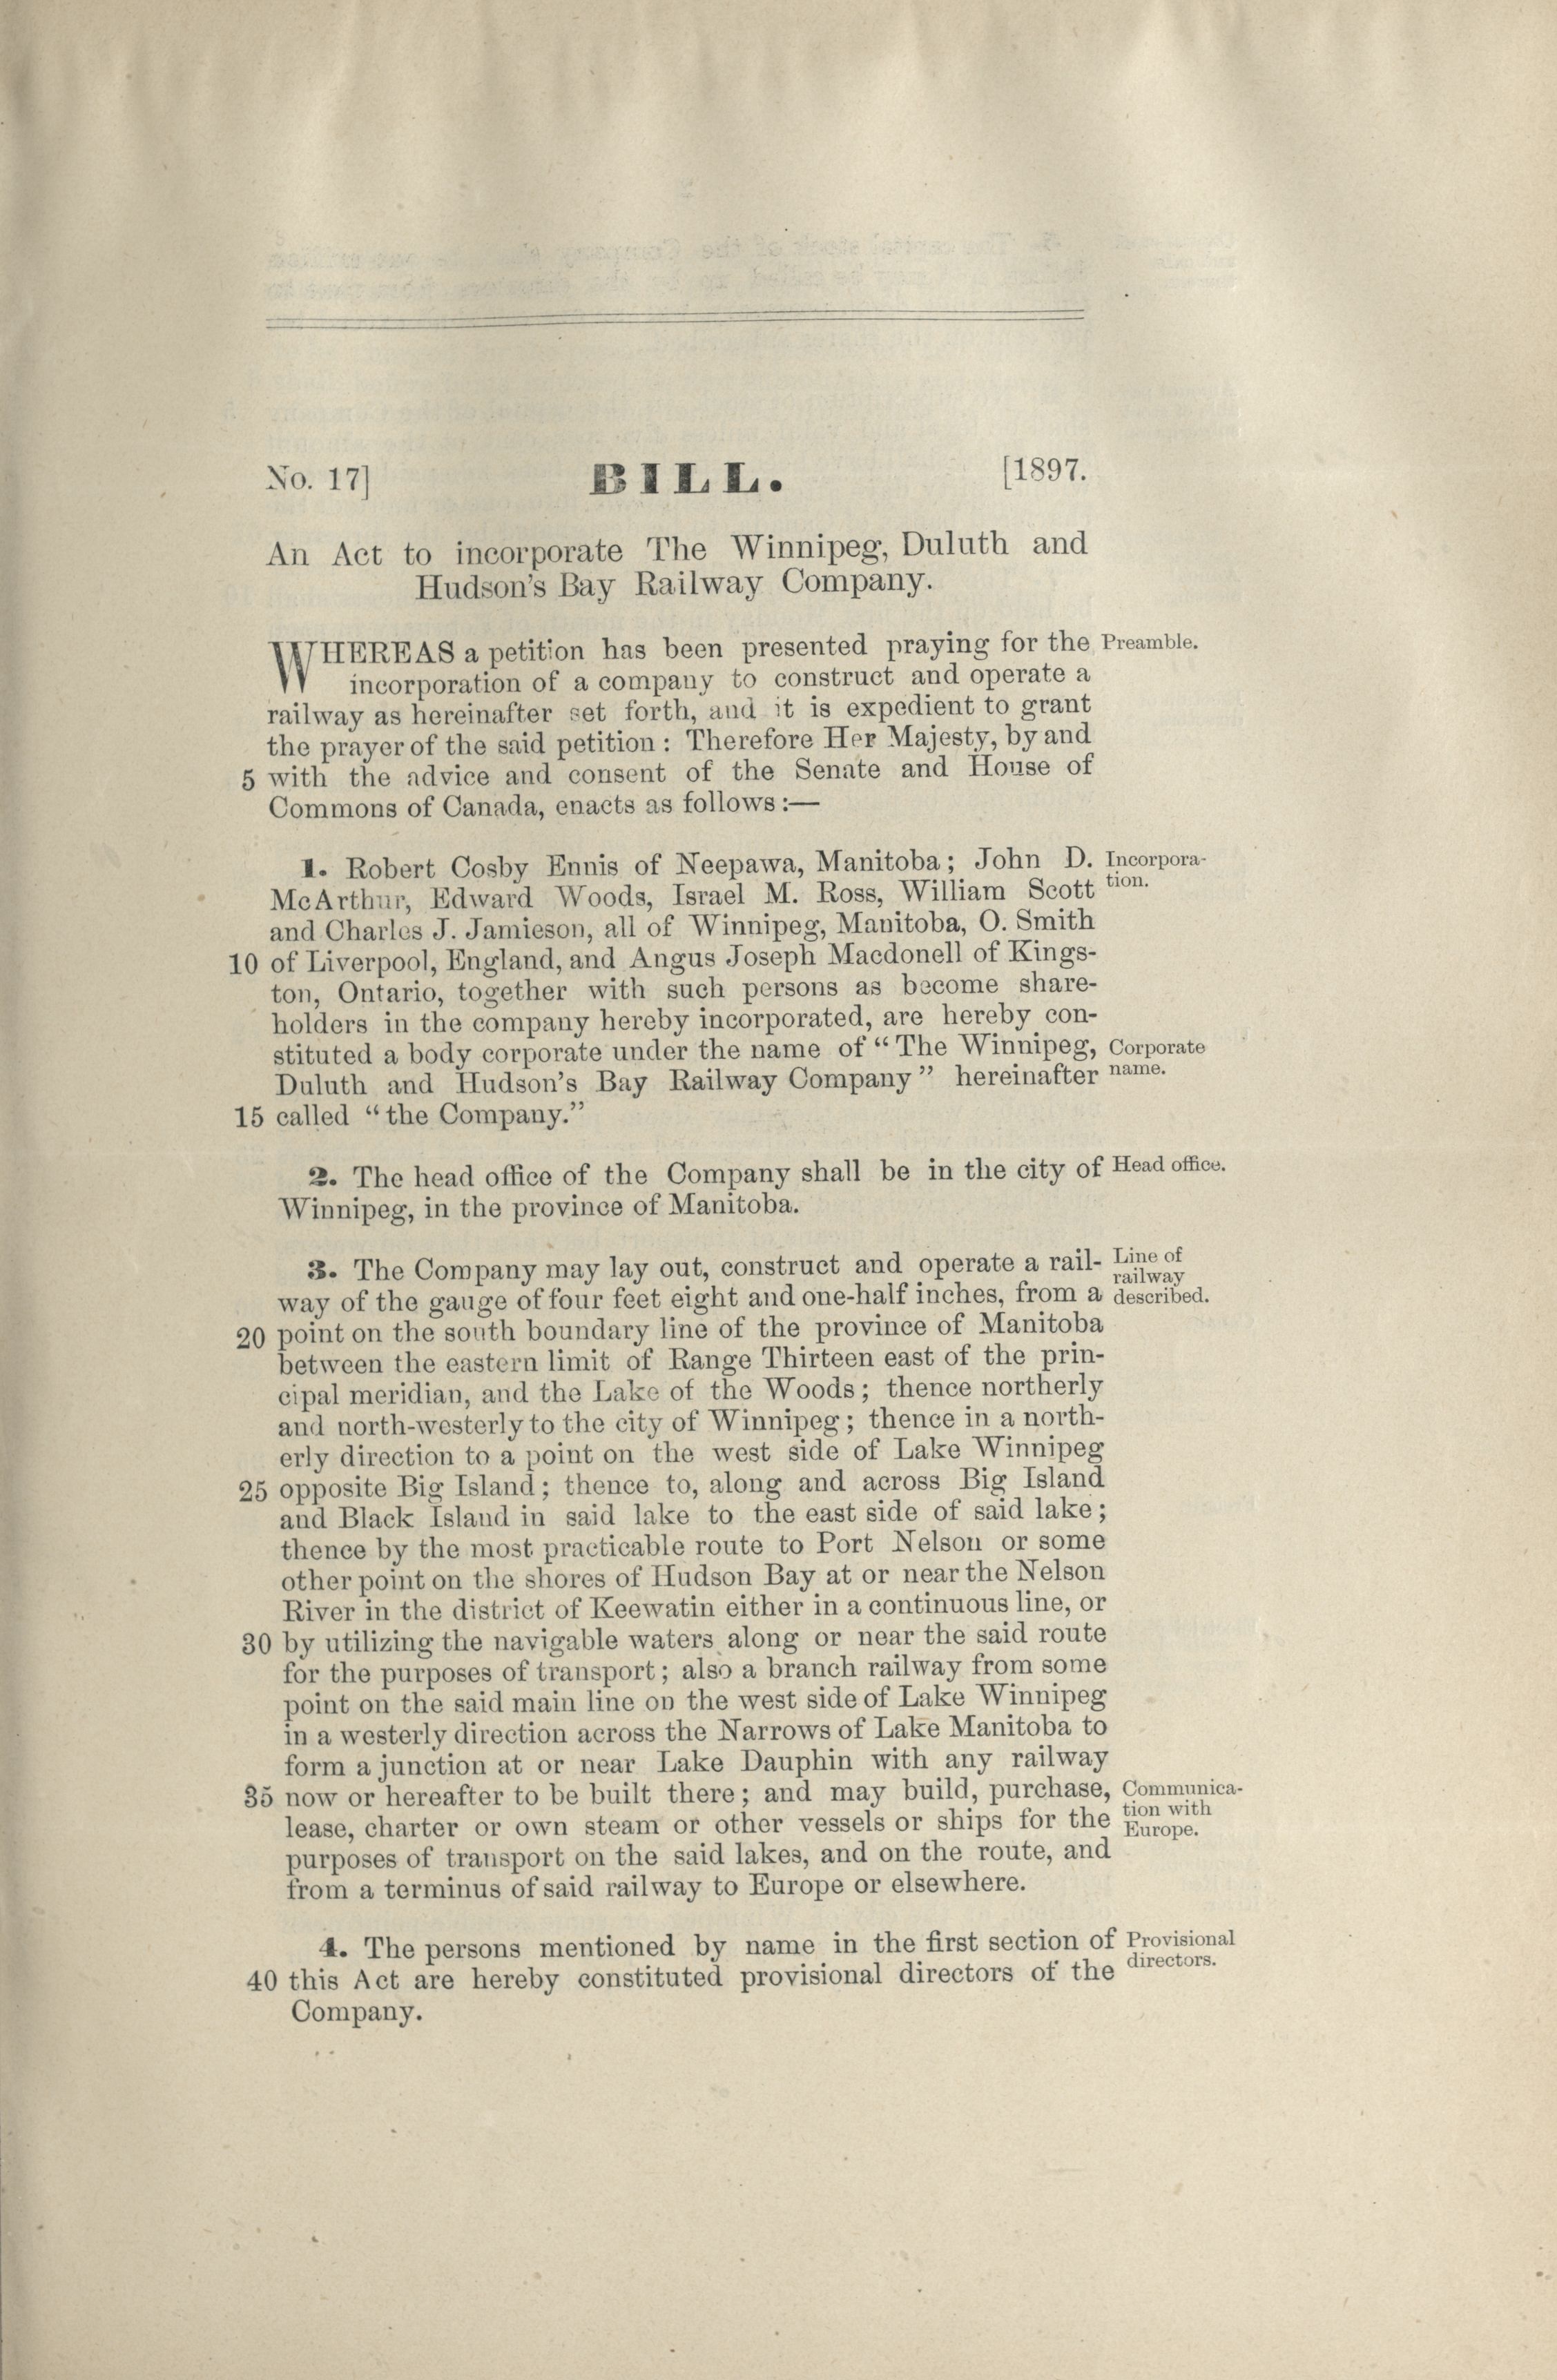 No. 17] BILL. [1897.
An Act to incorporate The Winnipeg, Duluth and
Hudson's Bay Railway Company.
WHEREAS a petition has been presented praying for the Preamble.
incorporation of a company to construct and operate a
railway as hereinafter set forth, and it is expedient to grant
the prayer of the said petition : Therefore Her Majesty, by and
5 with the advice and consent of the Senate and House of
Commons of Canada, enacts as follows :—
1. Robert Cosby Ennis of Neepawa, Manitoba ; John D. Incorpora-
McArthur, Edward Woods, Israel M. Ross, William Scott tion.
and Charles J. Jamieson, all of Winnipeg, Manitoba, O. Smith
10 of Liverpool, England, and Angus Joseph Macdonell of Kings-
ton, Ontario, together with such persons as become share-
holders in the company hereby incorporated, are hereby con-
stituted a body corporate under the name of “ The Winnipeg, Corporate
Duluth and Hudson's Bay Railway Company ” hereinafter name.
15 called “ the Company.”
2. The head office of the Company shall be in the city of Head office.
Winnipeg, in the province of Manitoba.
3. The Company may lay out, construct and operate a rail- Line of
railway
way of the gauge of four feet eight and one-half inches, from a described.
20 point on the south boundary line of the province of Manitoba
between the eastern limit of Range Thirteen east of the prin-
cipal meridian, and the Lake of the Woods ; thence northerly
and north-westerly to the city of Winnipeg ; thence in a north-
erly direction to a point on the west side of Lake Winnipeg
25 opposite Big Island ; thence to, along and across Big Island
and Black Island in said lake to the east side of said lake ;
thence by the most practicable route to Port Nelson or some
other point on the shores of Hudson Bay at or near the Nelson
River in the district of Keewatin either in a continuous line, or
30 by utilizing the navigable waters along or near the said route
for the purposes of transport ; also a branch railway from some
point on the said main line on the west side of Lake Winnipeg
in a westerly direction across the Narrows of Lake Manitoba to
form a junction at or near Lake Dauphin with any railway
35 now or hereafter to be built there ; and may build, purchase, Communica-
lease, charter or own steam or other vessels or ships for the tion with
Europe.
purposes of transport on the said lakes, and on the route, and
from a terminus of said railway to Europe or elsewhere.
4. The persons mentioned by name in the first section of Provisional
40 this Act are hereby constituted provisional directors of the directors.
Company.